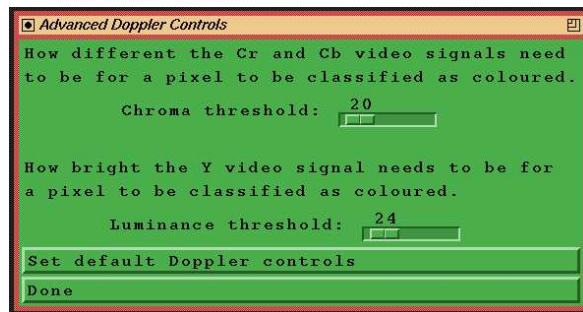 Advanced Doppler Controls
How different the Cr and Cb video signals need
to be for a pixel to be classified as coloured.
Chroma threshold: 20
How bright the Y video signal needs to be for
a pixel to be classified as coloured.
Luminance threshold: 24
Set default Doppler controls
Done